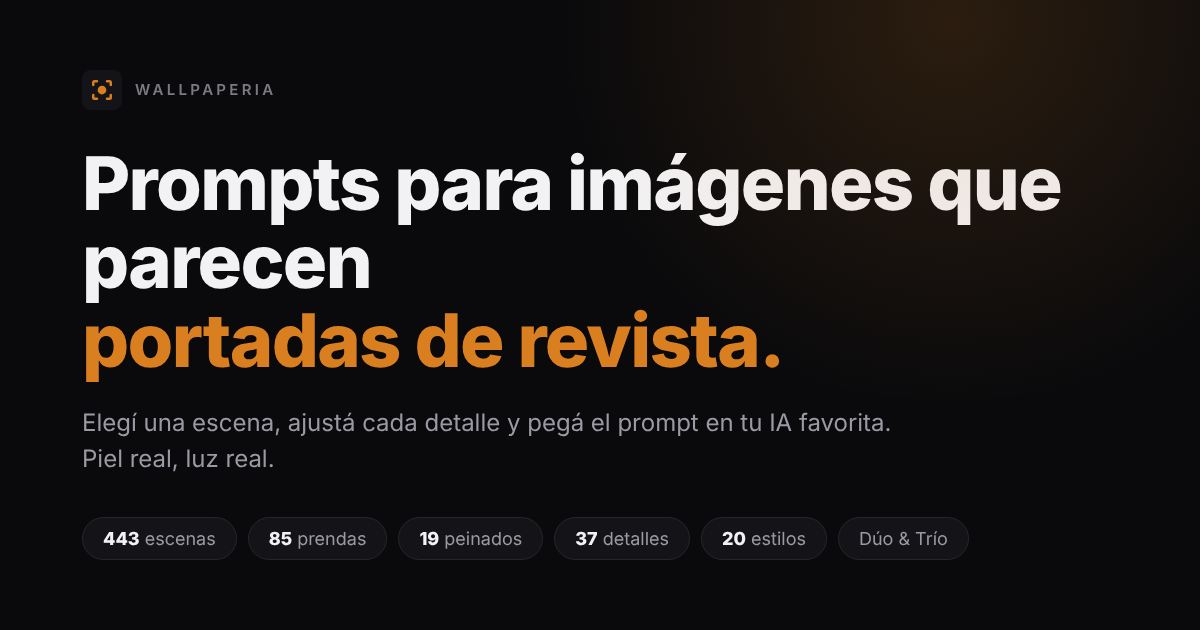 WALLPAPERIA
Prompts para imágenes que
parecen
portadas de revista.
Elegí una escena, ajustá cada detalle y pegá el prompt en tu IA favorita.
Piel real, luz real.
443 escenas 85 prendas 19 peinados 37 detalles 20 estilos Dúo & Trío